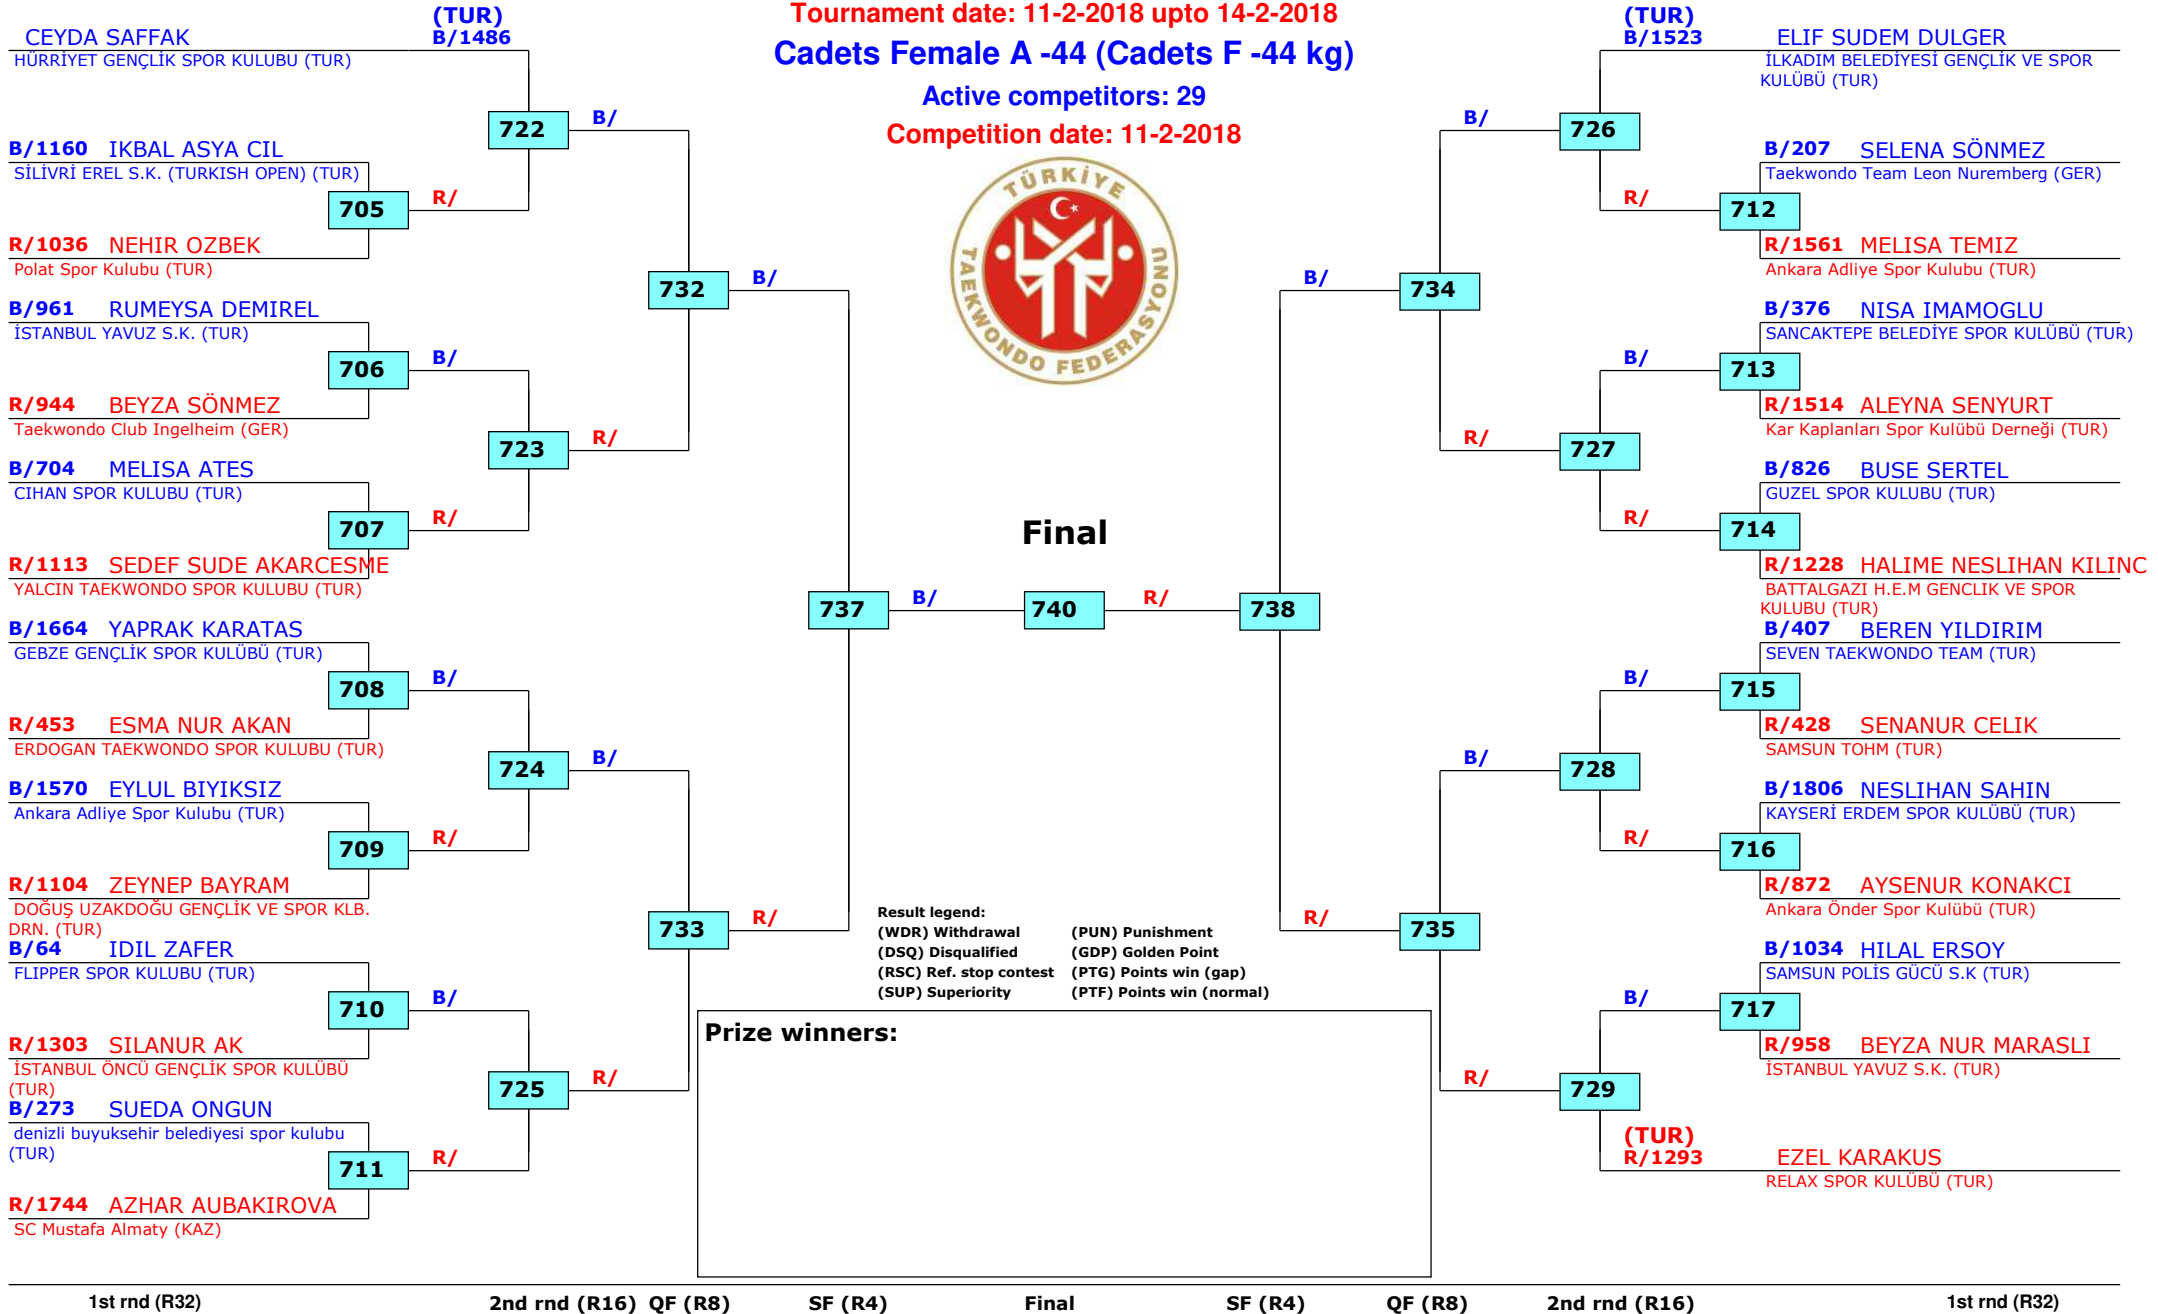 Tournament date: 11-2-2018 upto 14-2-2018
Cadets Female A -44 (Cadets F -44 kg)
Active competitors: 29
Competition date: 11-2-2018
TÜRKİYE
TAEKWONDO FEDERASYONU
(TUR)
CEYDA SAFFAK B/1486
HÜRRİYET GENÇLİK SPOR KULUBU (TUR)
722 B/
B/1160 IKBAL ASYA CIL
SİLİVRİ EREL S.K. (TURKISH OPEN) (TUR)
705 R/
R/1036 NEHIR OZBEK
Polat Spor Kulubu (TUR)
732 B/
B/961 RUMEYSA DEMIREL
İSTANBUL YAVUZ S.K. (TUR)
706 B/
R/944 BEYZA SÖNMEZ
Taekwondo Club Ingelheim (GER)
723 R/
B/704 MELISA ATES
CIHAN SPOR KULUBU (TUR)
707 R/
R/1113 SEDEF SUDE AKARCESME
YALCIN TAEKWONDO SPOR KULUBU (TUR)
737 B/
B/1664 YAPRAK KARATAS
GEBZE GENÇLİK SPOR KULÜBÜ (TUR)
708 B/
R/453 ESMA NUR AKAN
ERDOGAN TAEKWONDO SPOR KULUBU (TUR)
724 B/
B/1570 EYLUL BIYIKSIZ
Ankara Adliye Spor Kulubu (TUR)
709 R/
R/1104 ZEYNEP BAYRAM
DOĞUŞ UZAKDOĞU GENÇLİK VE SPOR KLB.
DRN. (TUR)
733 R/
B/64 IDIL ZAFER
FLIPPER SPOR KULUBU (TUR)
710 B/
R/1303 SILANUR AK
İSTANBUL ÖNCÜ GENÇLİK SPOR KULÜBÜ
(TUR)
725 R/
B/273 SUEDA ONGUN
denizli buyuksehir belediyesi spor kulubu
(TUR)
711 R/
R/1744 AZHAR AUBAKIROVA
SC Mustafa Almaty (KAZ)
Final
740
(TUR)
B/1523 ELIF SUDEM DULGER
İLKADIM BELEDİYESİ GENÇLİK VE SPOR
KULÜBÜ (TUR)
B/ 726
B/207 SELENA SÖNMEZ
Taekwondo Team Leon Nuremberg (GER)
R/ 712
R/1561 MELISA TEMIZ
Ankara Adliye Spor Kulubu (TUR)
B/ 734
B/376 NISA IMAMOGLU
SANCAKTEPE BELEDİYE SPOR KULÜBÜ (TUR)
B/ 713
R/1514 ALEYNA SENYURT
Kar Kaplanları Spor Kulübü Derneği (TUR)
R/ 727
B/826 BUSE SERTEL
GUZEL SPOR KULUBU (TUR)
R/ 714
R/1228 HALIME NESLIHAN KILINC
BATTALGAZI H.E.M GENCLIK VE SPOR
KULUBU (TUR)
R/ 738
B/407 BEREN YILDIRIM
SEVEN TAEKWONDO TEAM (TUR)
B/ 715
R/428 SENANUR CELIK
SAMSUN TOHM (TUR)
B/ 728
B/1806 NESLIHAN SAHIN
KAYSERİ ERDEM SPOR KULÜBÜ (TUR)
R/ 716
R/872 AYSENUR KONAKCI
Ankara Önder Spor Kulübü (TUR)
R/ 735
B/1034 HILAL ERSOY
SAMSUN POLİS GÜCÜ S.K (TUR)
B/ 717
R/958 BEYZA NUR MARASLI
İSTANBUL YAVUZ S.K. (TUR)
R/ 729
(TUR)
R/1293 EZEL KARAKUS
RELAX SPOR KULÜBÜ (TUR)
Result legend:
(WDR) Withdrawal (PUN) Punishment
(DSQ) Disqualified (GDP) Golden Point
(RSC) Ref. stop contest (PTG) Points win (gap)
(SUP) Superiority (PTF) Points win (normal)
Prize winners:
1st rnd (R32) 2nd rnd (R16) QF (R8) SF (R4) Final SF (R4) QF (R8) 2nd rnd (R16) 1st rnd (R32)